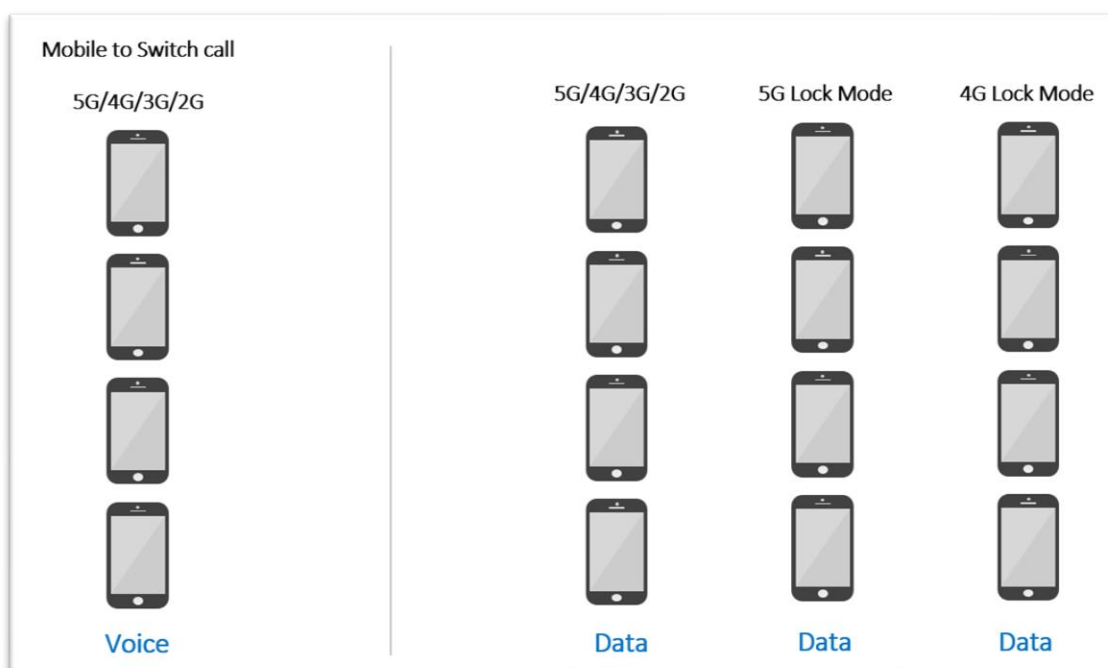 Mobile to Switch call
5G/4G/3G/2G
5G/4G/3G/2G
5G Lock Mode
4G Lock Mode
Voice
Data
Data
Data